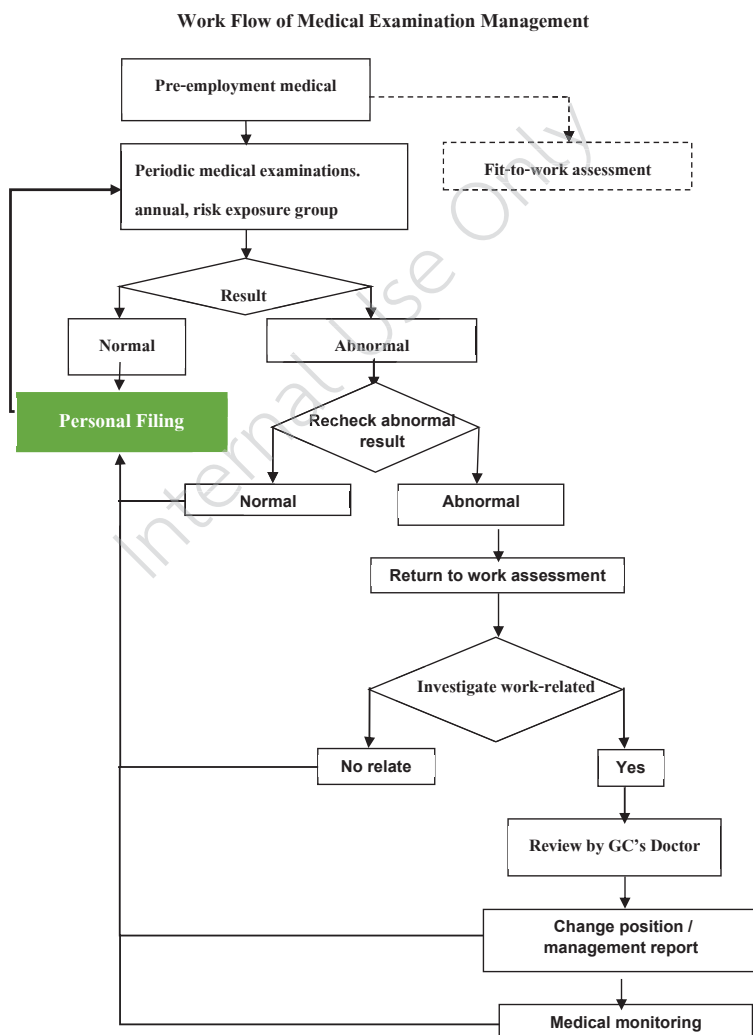 Work Flow of Medical Examination Management
Pre-employment medical
Fit-to-work assessment
Periodic medical examinations.
annual, risk exposure group
Result
Normal
Abnormal
Personal Filing
Recheck abnormal
result
Normal
Abnormal
Return to work assessment
Investigate work-related
No relate
Yes
Review by GC’s Doctor
Change position /
management report
Medical monitoring
Internal Use Only